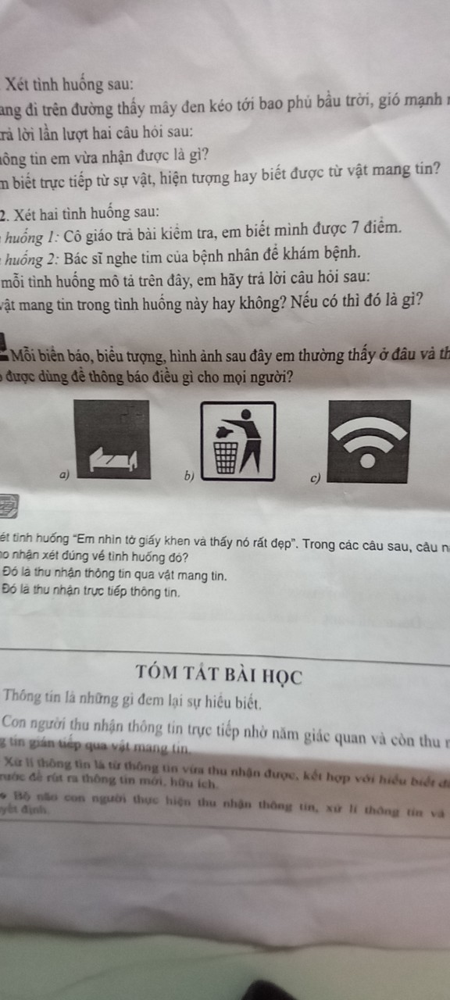 Xét tình huống sau:
đi trên đường thấy mây đen kéo tới bao phủ bầu trời, gió mạnh
lời lần lượt hai câu hỏi sau:
tin em vừa nhận được là gì?
biết trực tiếp từ sự vật, hiện tượng hay biết được từ vật mang tin?
2. Xét hai tình huống sau:
huống 1: Cô giáo trả bài kiểm tra, em biết mình được 7 điểm.
huống 2: Bác sĩ nghe tim của bệnh nhân để khám bệnh.
mỗi tình huống mô tả trên đây, em hãy trả lời câu hỏi sau:
vật mang tin trong tình huống này hay không? Nếu có thì đó là gì?
Mỗi biển báo, biểu tượng, hình ảnh sau đây em thường thấy ở đâu và
được dùng để thông báo điều gì cho mọi người?
a) b) c)
tình huống "Em nhìn tờ giấy khen và thấy nó rất đẹp". Trong các câu sau, câu
nhận xét đúng về tình huống đó?
Đó là thu nhận thông tin qua vật mang tin.
Đó là thu nhận trực tiếp thông tin.
TÓM TẮT BÀI HỌC
Thông tin là những gì đem lại sự hiểu biết.
Con người thu nhận thông tin trực tiếp nhờ năm giác quan và còn thu
tin gián tiếp qua vật mang tin.
Xử lí thông tin là từ thông tin vừa thu nhận được, kết hợp với hiểu biết
trước để rút ra thông tin mới, hữu ích.
Bộ não con người thực hiện thu nhận thông tin, xử lí thông tin và
định.